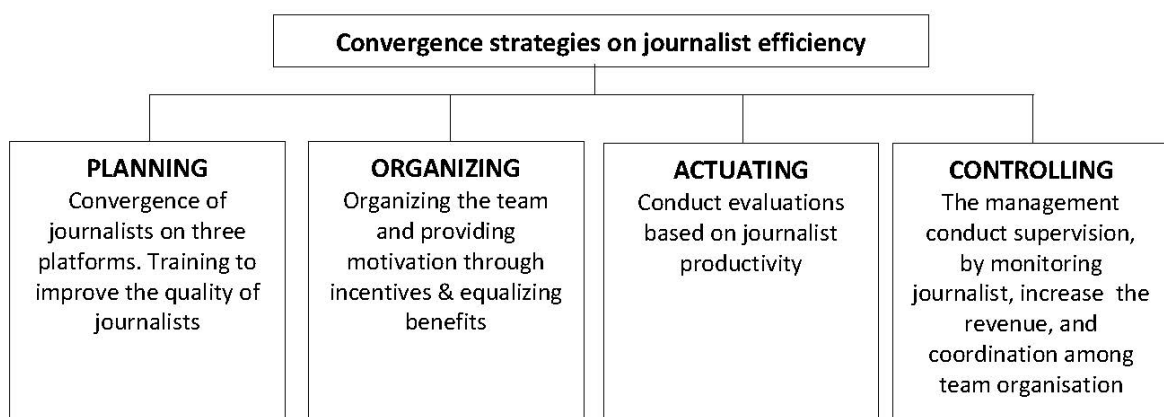 Convergence strategies on journalist efficiency
PLANNING
Convergence of
journalists on three
platforms. Training to
improve the quality of
journalists
ORGANIZING
Organizing the team
and providing
motivation through
incentives & equalizing
benefits
ACTUATING
Conduct evaluations
based on journalist
productivity
CONTROLLING
The management
conduct supervision,
by monitoring
journalist, increase the
revenue, and
coordination among
team organisation